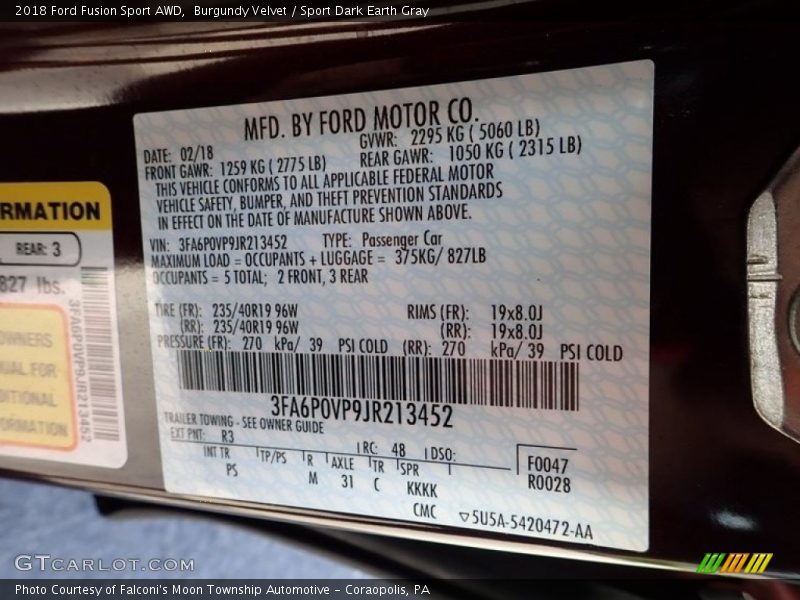 2018 Ford Fusion Sport AWD, Burgundy Velvet / Sport Dark Earth Gray
MFD. BY FORD MOTOR CO.
DATE: 02/18 GVWR: 2295 KG ( 5060 LB)
FRONT GAWR: 1259 KG ( 2775 LB) REAR GAWR: 1050 KG ( 2315 LB)
THIS VEHICLE CONFORMS TO ALL APPLICABLE FEDERAL MOTOR
VEHICLE SAFETY, BUMPER, AND THEFT PREVENTION STANDARDS
IN EFFECT ON THE DATE OF MANUFACTURE SHOWN ABOVE.
VIN: 3FA6P0VP9JR213452 TYPE: Passenger Car
MAXIMUM LOAD = OCCUPANTS + LUGGAGE = 375KG/ 827LB
OCCUPANTS = 5 TOTAL; 2 FRONT, 3 REAR
TIRE (FR): 235/40R19 96W RIMS (FR): 19x8.0J
(RR): 235/40R19 96W (RR): 19x8.0J
PRESSURE (FR): 270 kPa/ 39 PSI COLD (RR): 270 kPa/ 39 PSI COLD
3FA6P0VP9JR213452
TRAILER TOWING - SEE OWNER GUIDE
EXT PNT: R3 RC: 48 DSO:
INT TR TP/PS R AXLE TR SPR
PS M 31 C KKKK
CMC
F0047
R0028
5U5A-5420472-AA
RMATION
REAR: 3
827 lbs.
3FA6P0VP9JR213452
OWNERS
UAL FOR
DITIONAL
ORMATION
GTCARLOT.COM
Photo Courtesy of Falconi's Moon Township Automotive - Coraopolis, PA